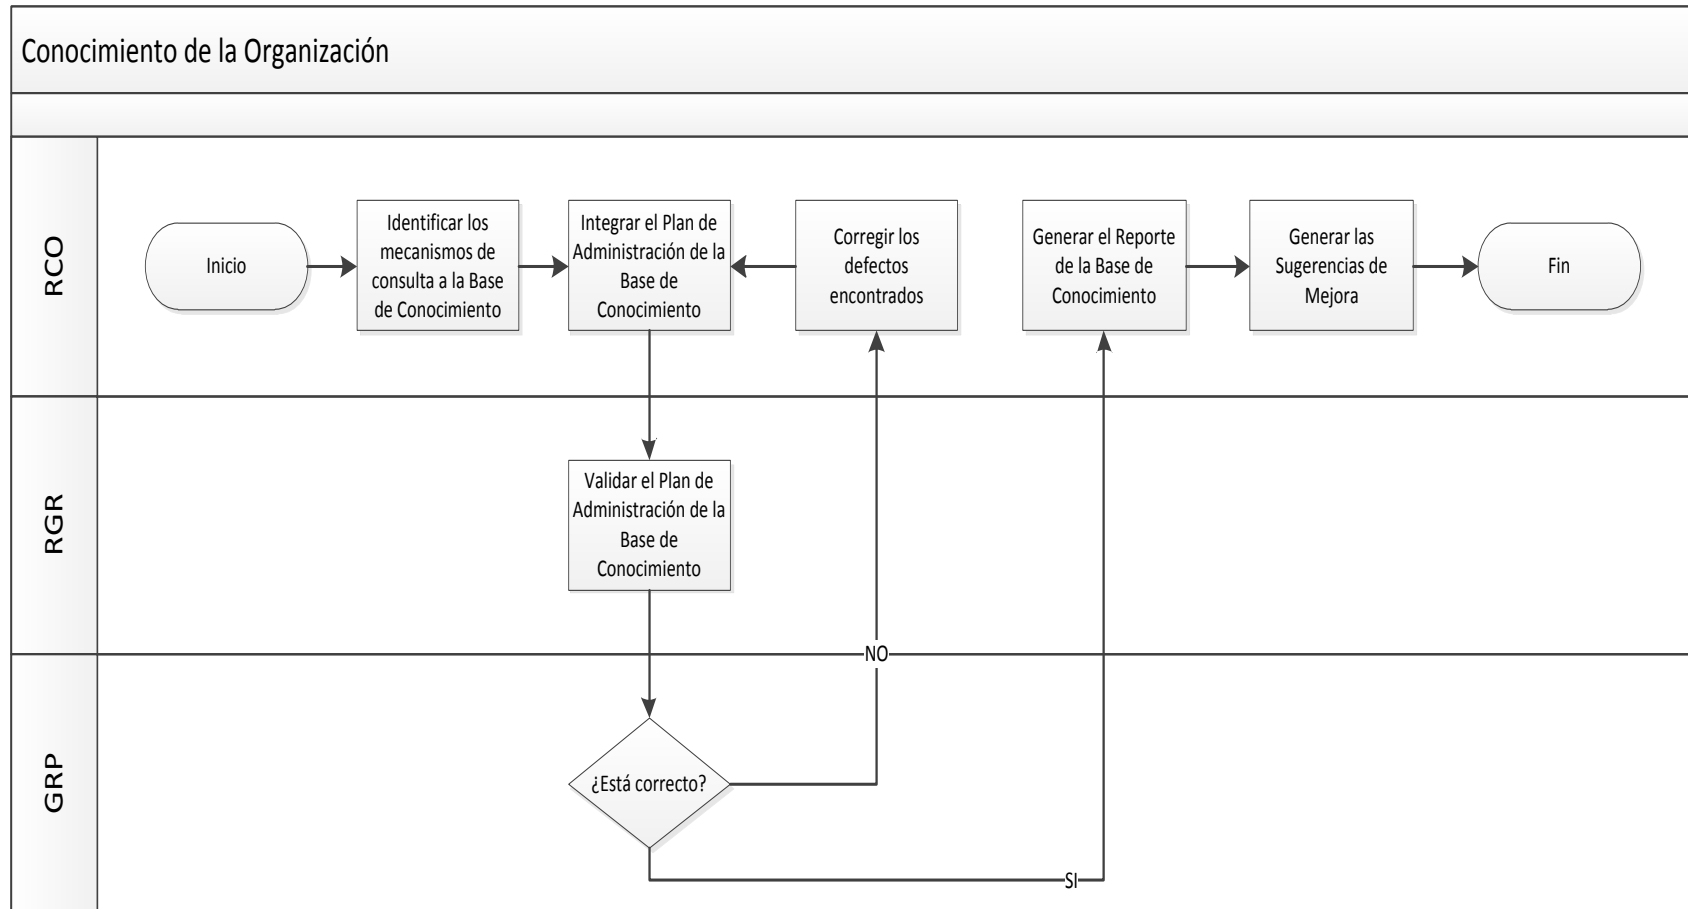 Conocimiento de la Organización
RCO
Inicio
Identificar los
mecanismos de
consulta a la Base
de Conocimiento
Integrar el Plan de
Administración de la
Base de
Conocimiento
Corregir los
defectos
encontrados
Generar el Reporte
de la Base de
Conocimiento
Generar las
Sugerencias de
Mejora
Fin
RGR
Validar el Plan de
Administración de la
Base de
Conocimiento
NO
GRP
¿Está correcto?
SI